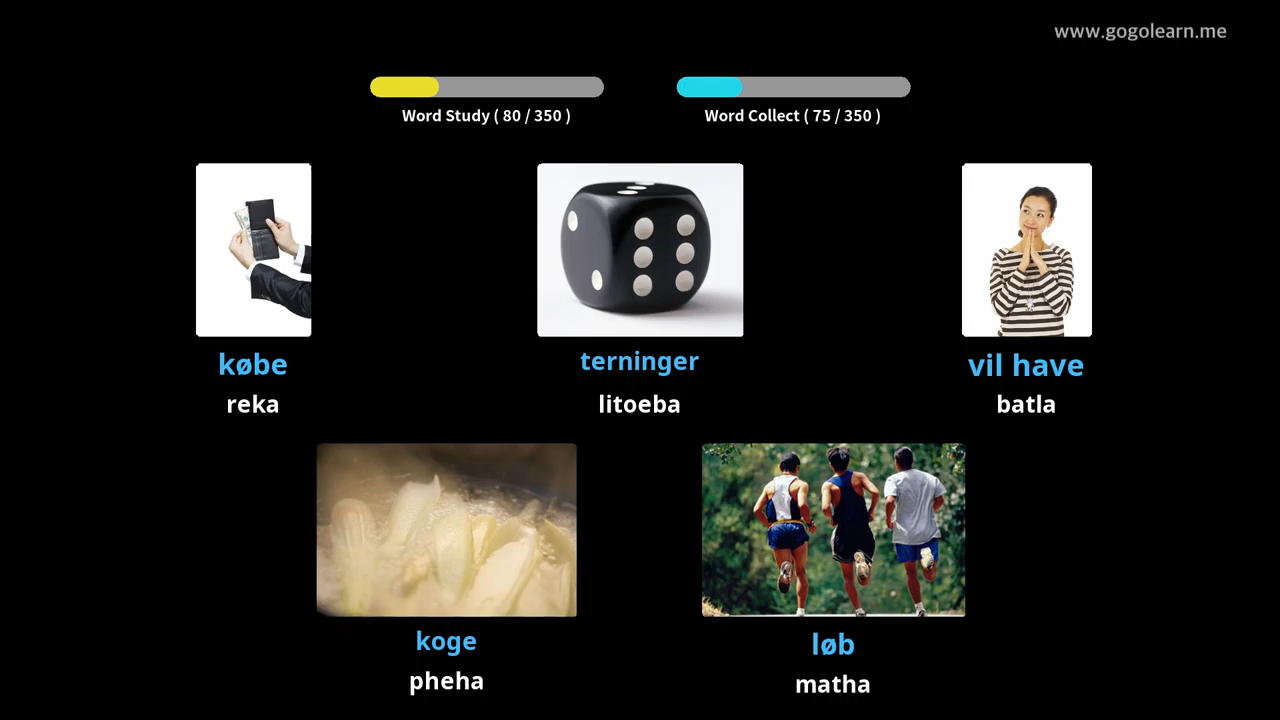 www.gogolearn.me
Word Study ( 80 / 350 )
Word Collect ( 75 / 350 )
købe
reka
terninger
litoeba
vil have
batla
koge
pheha
løb
matha